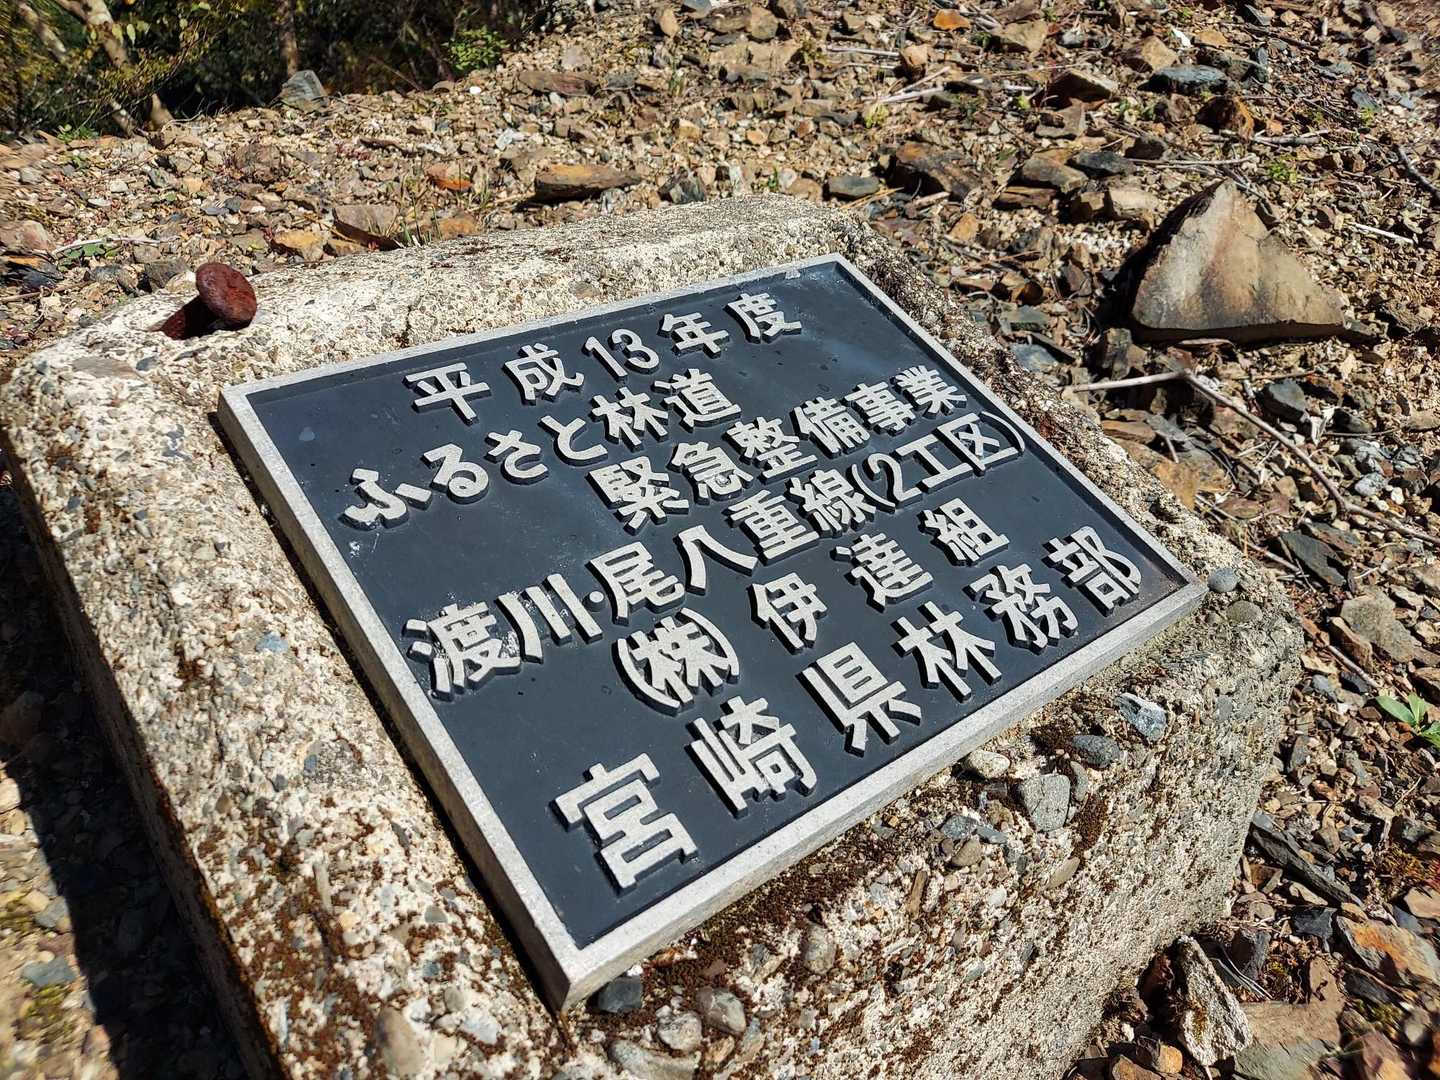 平成13年度
ふるさと林道
緊急整備事業
渡川・尾八重線(2工区)
(株)伊達組
宮崎県林務部